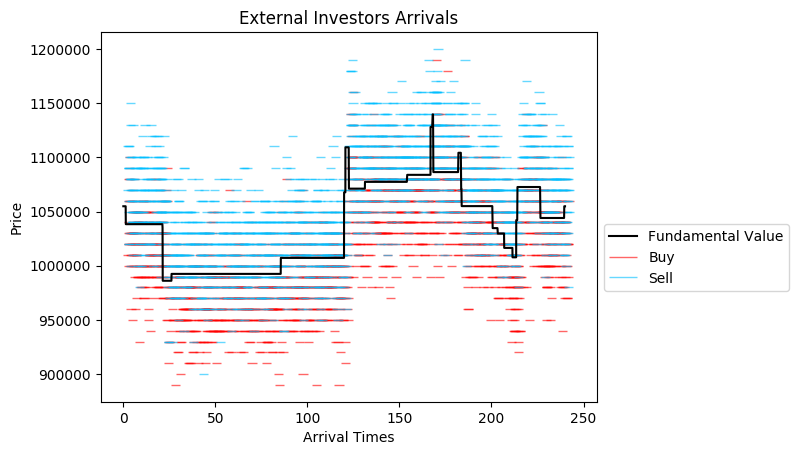 External Investors Arrivals
Price
1200000
1150000
1100000
1050000
1000000
950000
900000
0 50 100 150 200 250
Arrival Times
Fundamental Value
Buy
Sell